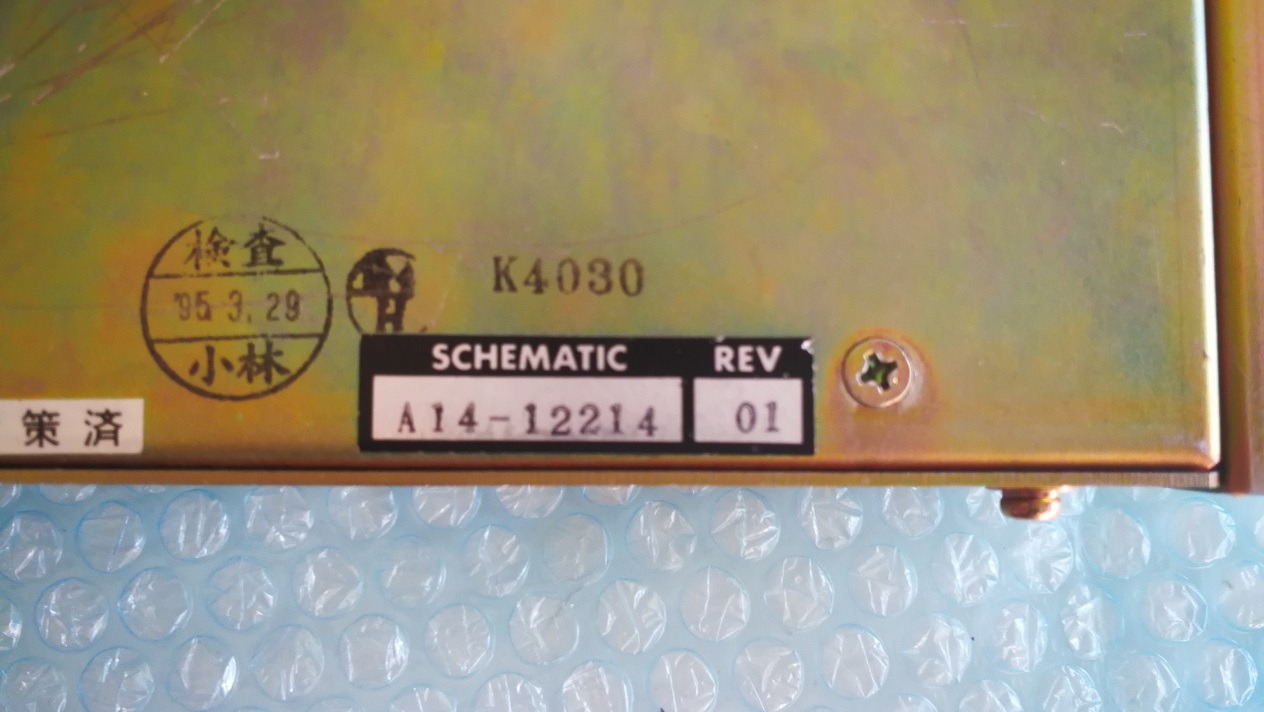 検査
'95.3.29
小林
H
K4030
SCHEMATIC REV
A14-12214 01
策済